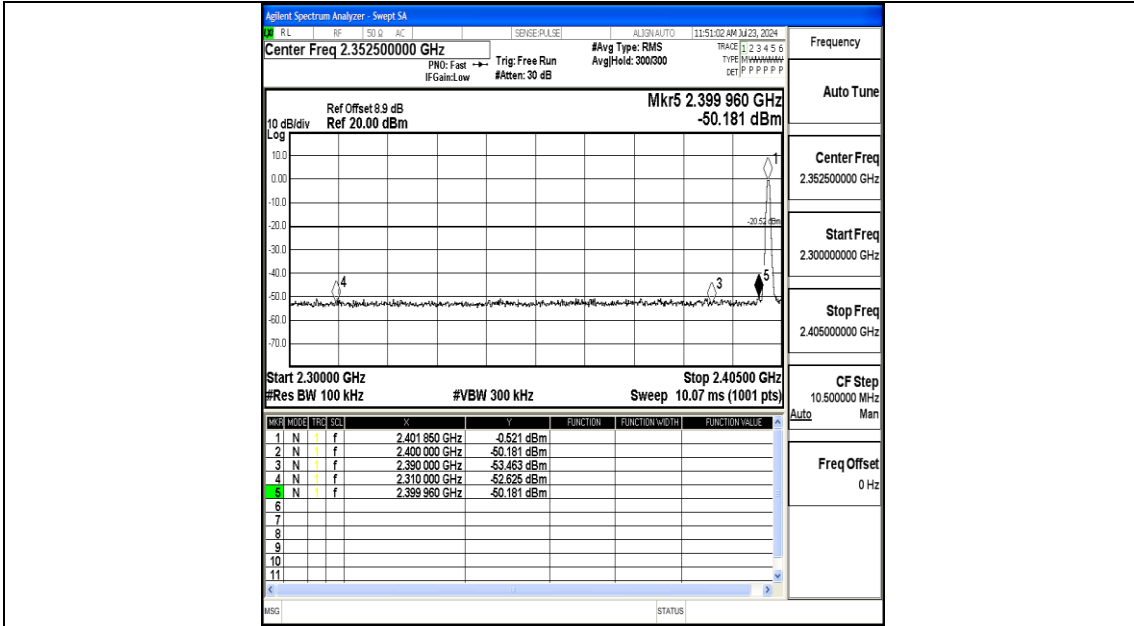 Agilent Spectrum Analyzer - Swept SA
RL RF 50 Ω AC SENSE:PULSE ALIGNAUTO 11:51:02 AM Jul 23, 2024
Center Freq 2.352500000 GHz #Avg Type: RMS TRACE 1 2 3 4 5 6
PNO: Fast Trig: Free Run Avg|Hold: 300/300 TYPE
IFGain:Low #Atten: 30 dB DET P P P P P P
Frequency
Auto Tune
Center Freq
2.352500000 GHz
Start Freq
2.300000000 GHz
Stop Freq
2.405000000 GHz
CF Step
10.500000 MHz
Auto Man
Freq Offset
0 Hz
Mkr5 2.399 960 GHz
-50.181 dBm
Ref Offset 8.9 dB
10 dB/div Ref 20.00 dBm
Log
10.0
0.00
-10.0
-20.0
-30.0
-40.0
-50.0
-60.0
-70.0
1
-20.52 dBm
4
3
5
Start 2.30000 GHz Stop 2.40500 GHz
#Res BW 100 kHz #VBW 300 kHz Sweep 10.07 ms (1001 pts)
MKR MODE TRC SCL X Y FUNCTION FUNCTION WIDTH FUNCTION VALUE
1 N 1 f 2.401 850 GHz -0.521 dBm
2 N 1 f 2.400 000 GHz -50.181 dBm
3 N 1 f 2.390 000 GHz -53.463 dBm
4 N 1 f 2.310 000 GHz -52.625 dBm
5 N 1 f 2.399 960 GHz -50.181 dBm
6
7
8
9
10
11
MSG STATUS